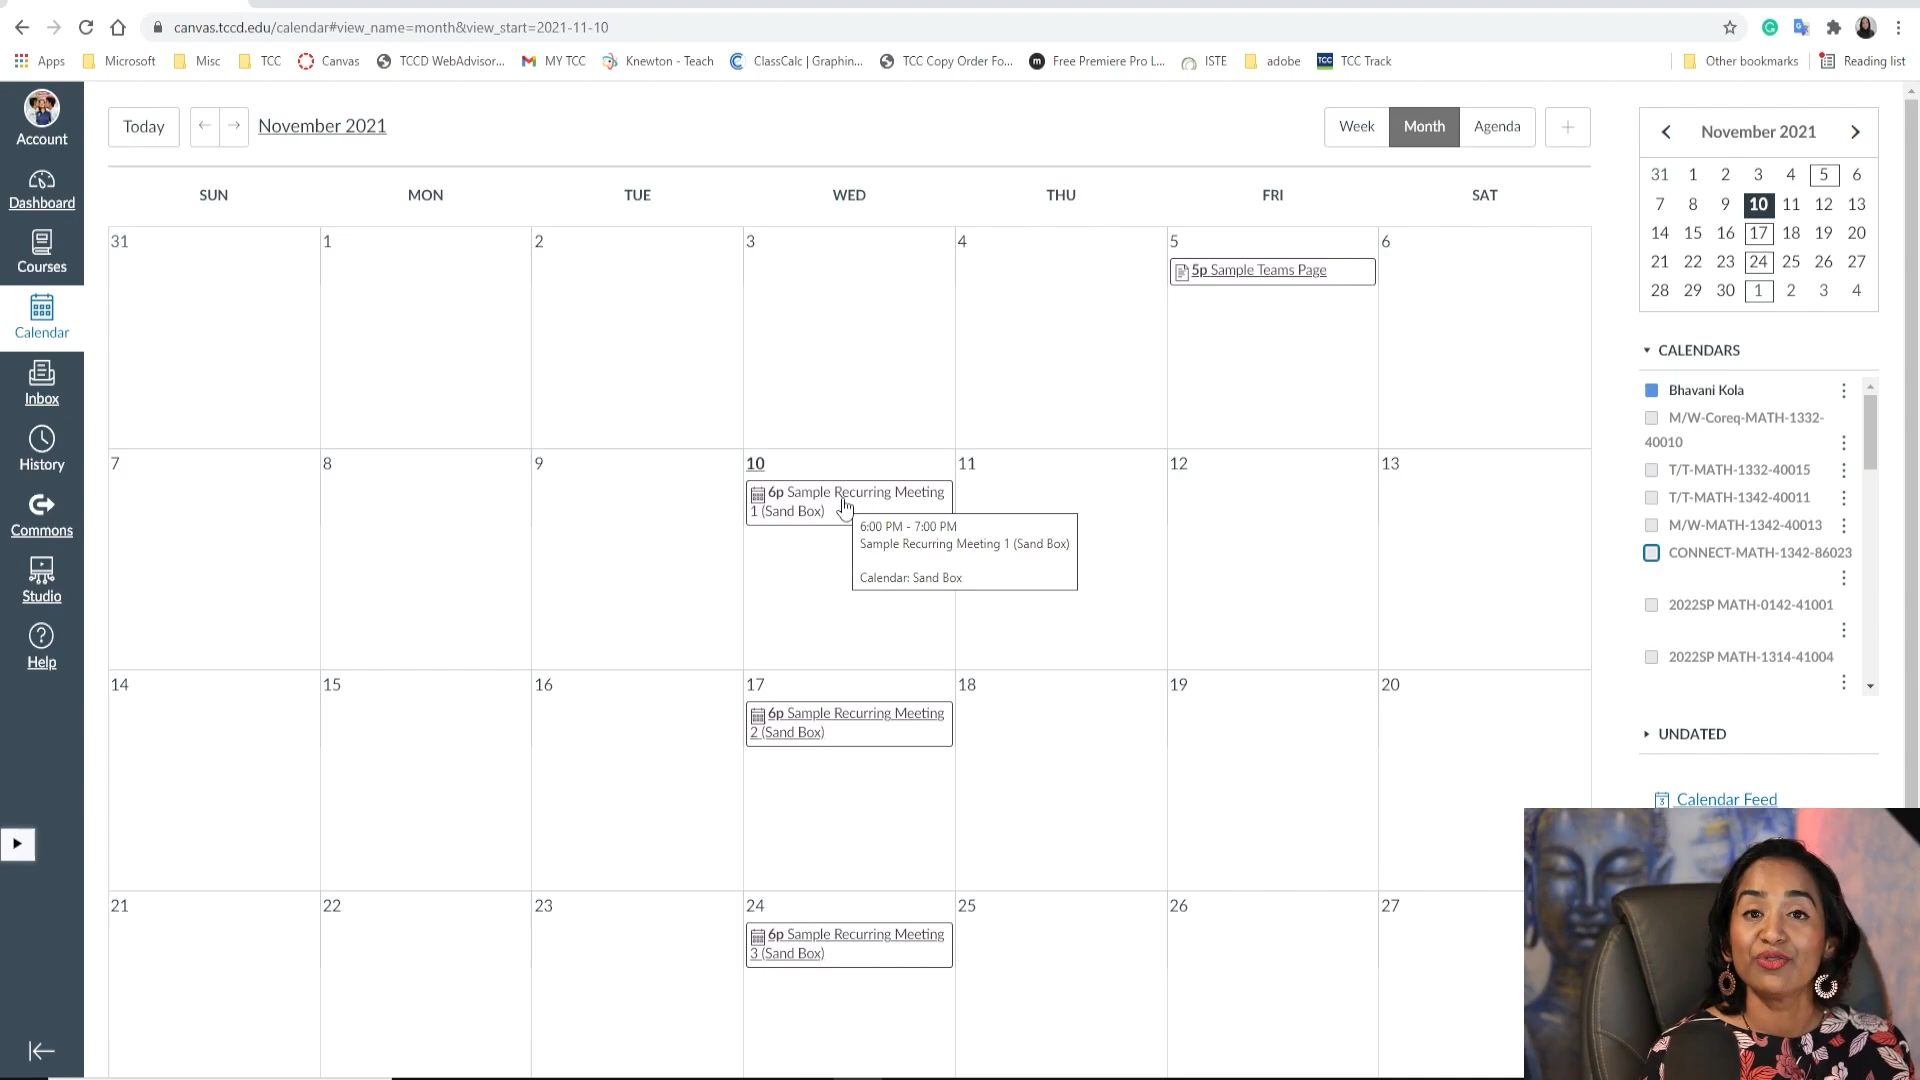 canvas.tccd.edu/calendar#view_name=month&view_start=2021-11-10
Apps Microsoft Misc TCC Canvas TCCD WebAdvisor... MY TCC Knewton - Teach ClassCalc | Graphin... TCC Copy Order Fo... Free Premiere Pro L... ISTE adobe TCC TCC Track Other bookmarks Reading list
Account
Dashboard
Courses
Calendar
Inbox
History
Commons
Studio
Help
Today ← → November 2021 Week Month Agenda +
SUN MON TUE WED THU FRI SAT
31 1 2 3 4 5 6
5p Sample Teams Page
7 8 9 10 11 12 13
6p Sample Recurring Meeting
1 (Sand Box)
6:00 PM - 7:00 PM
Sample Recurring Meeting 1 (Sand Box)
Calendar: Sand Box
14 15 16 17 18 19 20
6p Sample Recurring Meeting
2 (Sand Box)
21 22 23 24 25 26 27
6p Sample Recurring Meeting
3 (Sand Box)
November 2021
31 1 2 3 4 5 6
7 8 9 10 11 12 13
14 15 16 17 18 19 20
21 22 23 24 25 26 27
28 29 30 1 2 3 4
CALENDARS
Bhavani Kola
M/W-Coreq-MATH-1332-
40010
T/T-MATH-1332-40015
T/T-MATH-1342-40011
M/W-MATH-1342-40013
CONNECT-MATH-1342-86023
2022SP MATH-0142-41001
2022SP MATH-1314-41004
UNDATED
3 Calendar Feed